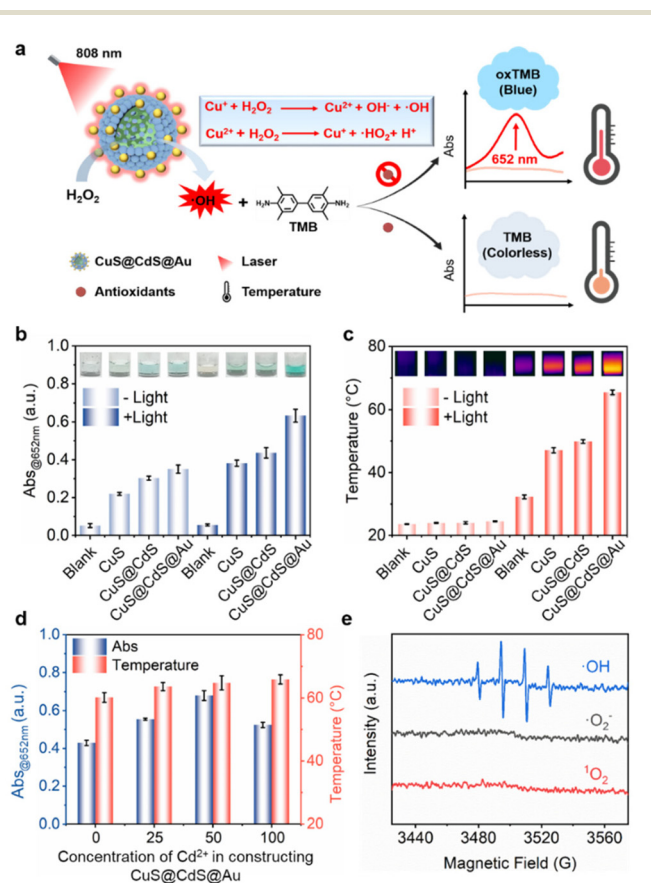 a
808 nm
H₂O₂
Cu⁺ + H₂O₂ ⟶ Cu²⁺ + OH⁻ + ·OH
Cu²⁺ + H₂O₂ ⟶ Cu⁺ + ·HO₂ + H⁺
·OH + H₂N NH₂
TMB
oxTMB
(Blue)
Abs
652 nm
TMB
(Colorless)
Abs
CuS@CdS@Au Laser
Antioxidants Temperature
b
Abs@652nm (a.u.)
1.0
0.8
0.6
0.4
0.2
0.0
- Light
+Light
Blank CuS CuS@CdS CuS@CdS@Au Blank CuS CuS@CdS CuS@CdS@Au
c
Temperature (°C)
80
60
40
20
- Light
+Light
Blank CuS CuS@CdS CuS@CdS@Au Blank CuS CuS@CdS CuS@CdS@Au
d
Abs@652nm (a.u.)
1.0
0.8
0.6
0.4
0.2
0.0
Abs
Temperature
80
60
40
20
Temperature (°C)
0 25 50 100
Concentration of Cd²⁺ in constructing
CuS@CdS@Au
e
Intensity (a.u.)
·OH
·O₂⁻
¹O₂
3440 3480 3520 3560
Magnetic Field (G)